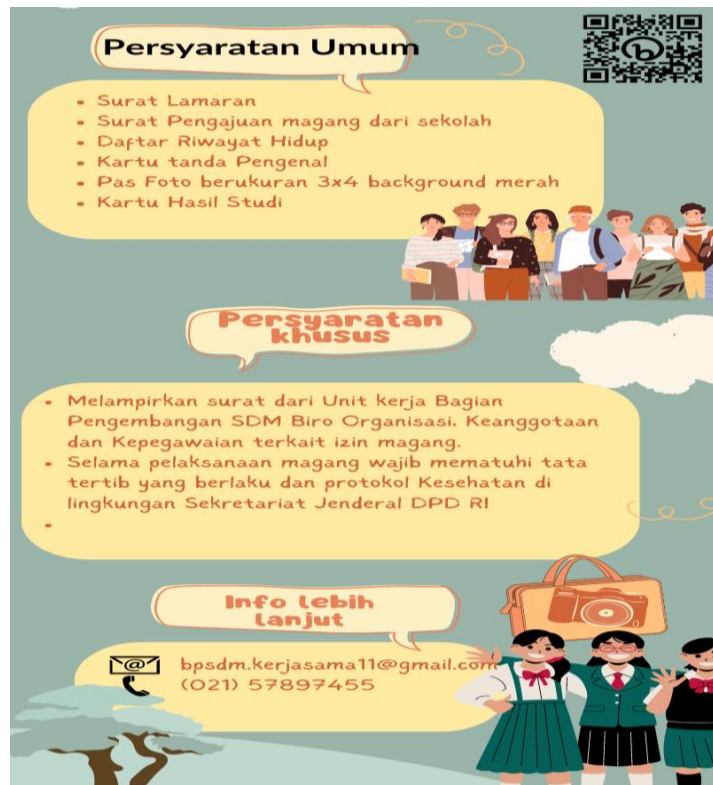 Persyaratan Umum
• Surat Lamaran
• Surat Pengajuan magang dari sekolah
• Daftar Riwayat Hidup
• Kartu tanda Pengenal
• Pas Foto berukuran 3x4 background merah
• Kartu Hasil Studi
Persyaratan
khusus
• Melampirkan surat dari Unit kerja Bagian
Pengembangan SDM Biro Organisasi. Keanggotaan
dan Kepegawaian terkait izin magang.
• Selama pelaksanaan magang wajib mematuhi tata
tertib yang berlaku dan protokol Kesehatan di
lingkungan Sekretariat Jenderal DPD RI
•
Info lebih
lanjut
bpsdm.kerjasama11@gmail.com
(021) 57897455